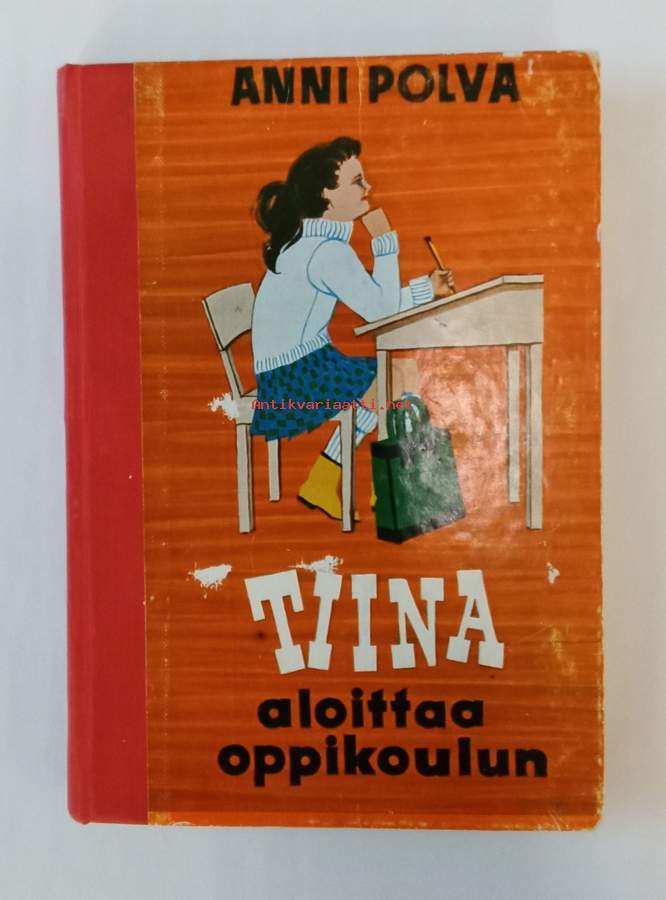 ANNI POLVA
Antikvariaatti.net
TIINA
aloittaa
oppikoulun